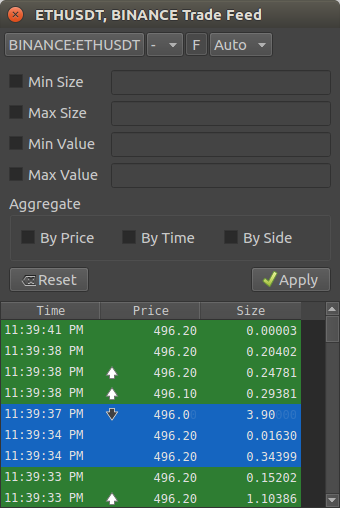 ETHUSDT, BINANCE Trade Feed
BINANCE:ETHUSDT - F Auto
Min Size
Max Size
Min Value
Max Value
Aggregate
By Price By Time By Side
Reset Apply
Time Price Size
11:39:41 PM 496.20 0.00003
11:39:38 PM 496.20 0.20402
11:39:38 PM 496.20 0.24781
11:39:38 PM 496.10 0.29381
11:39:37 PM 496.00 3.90000
11:39:34 PM 496.20 0.01630
11:39:34 PM 496.20 0.34399
11:39:33 PM 496.20 0.15202
11:39:33 PM 496.20 1.10386